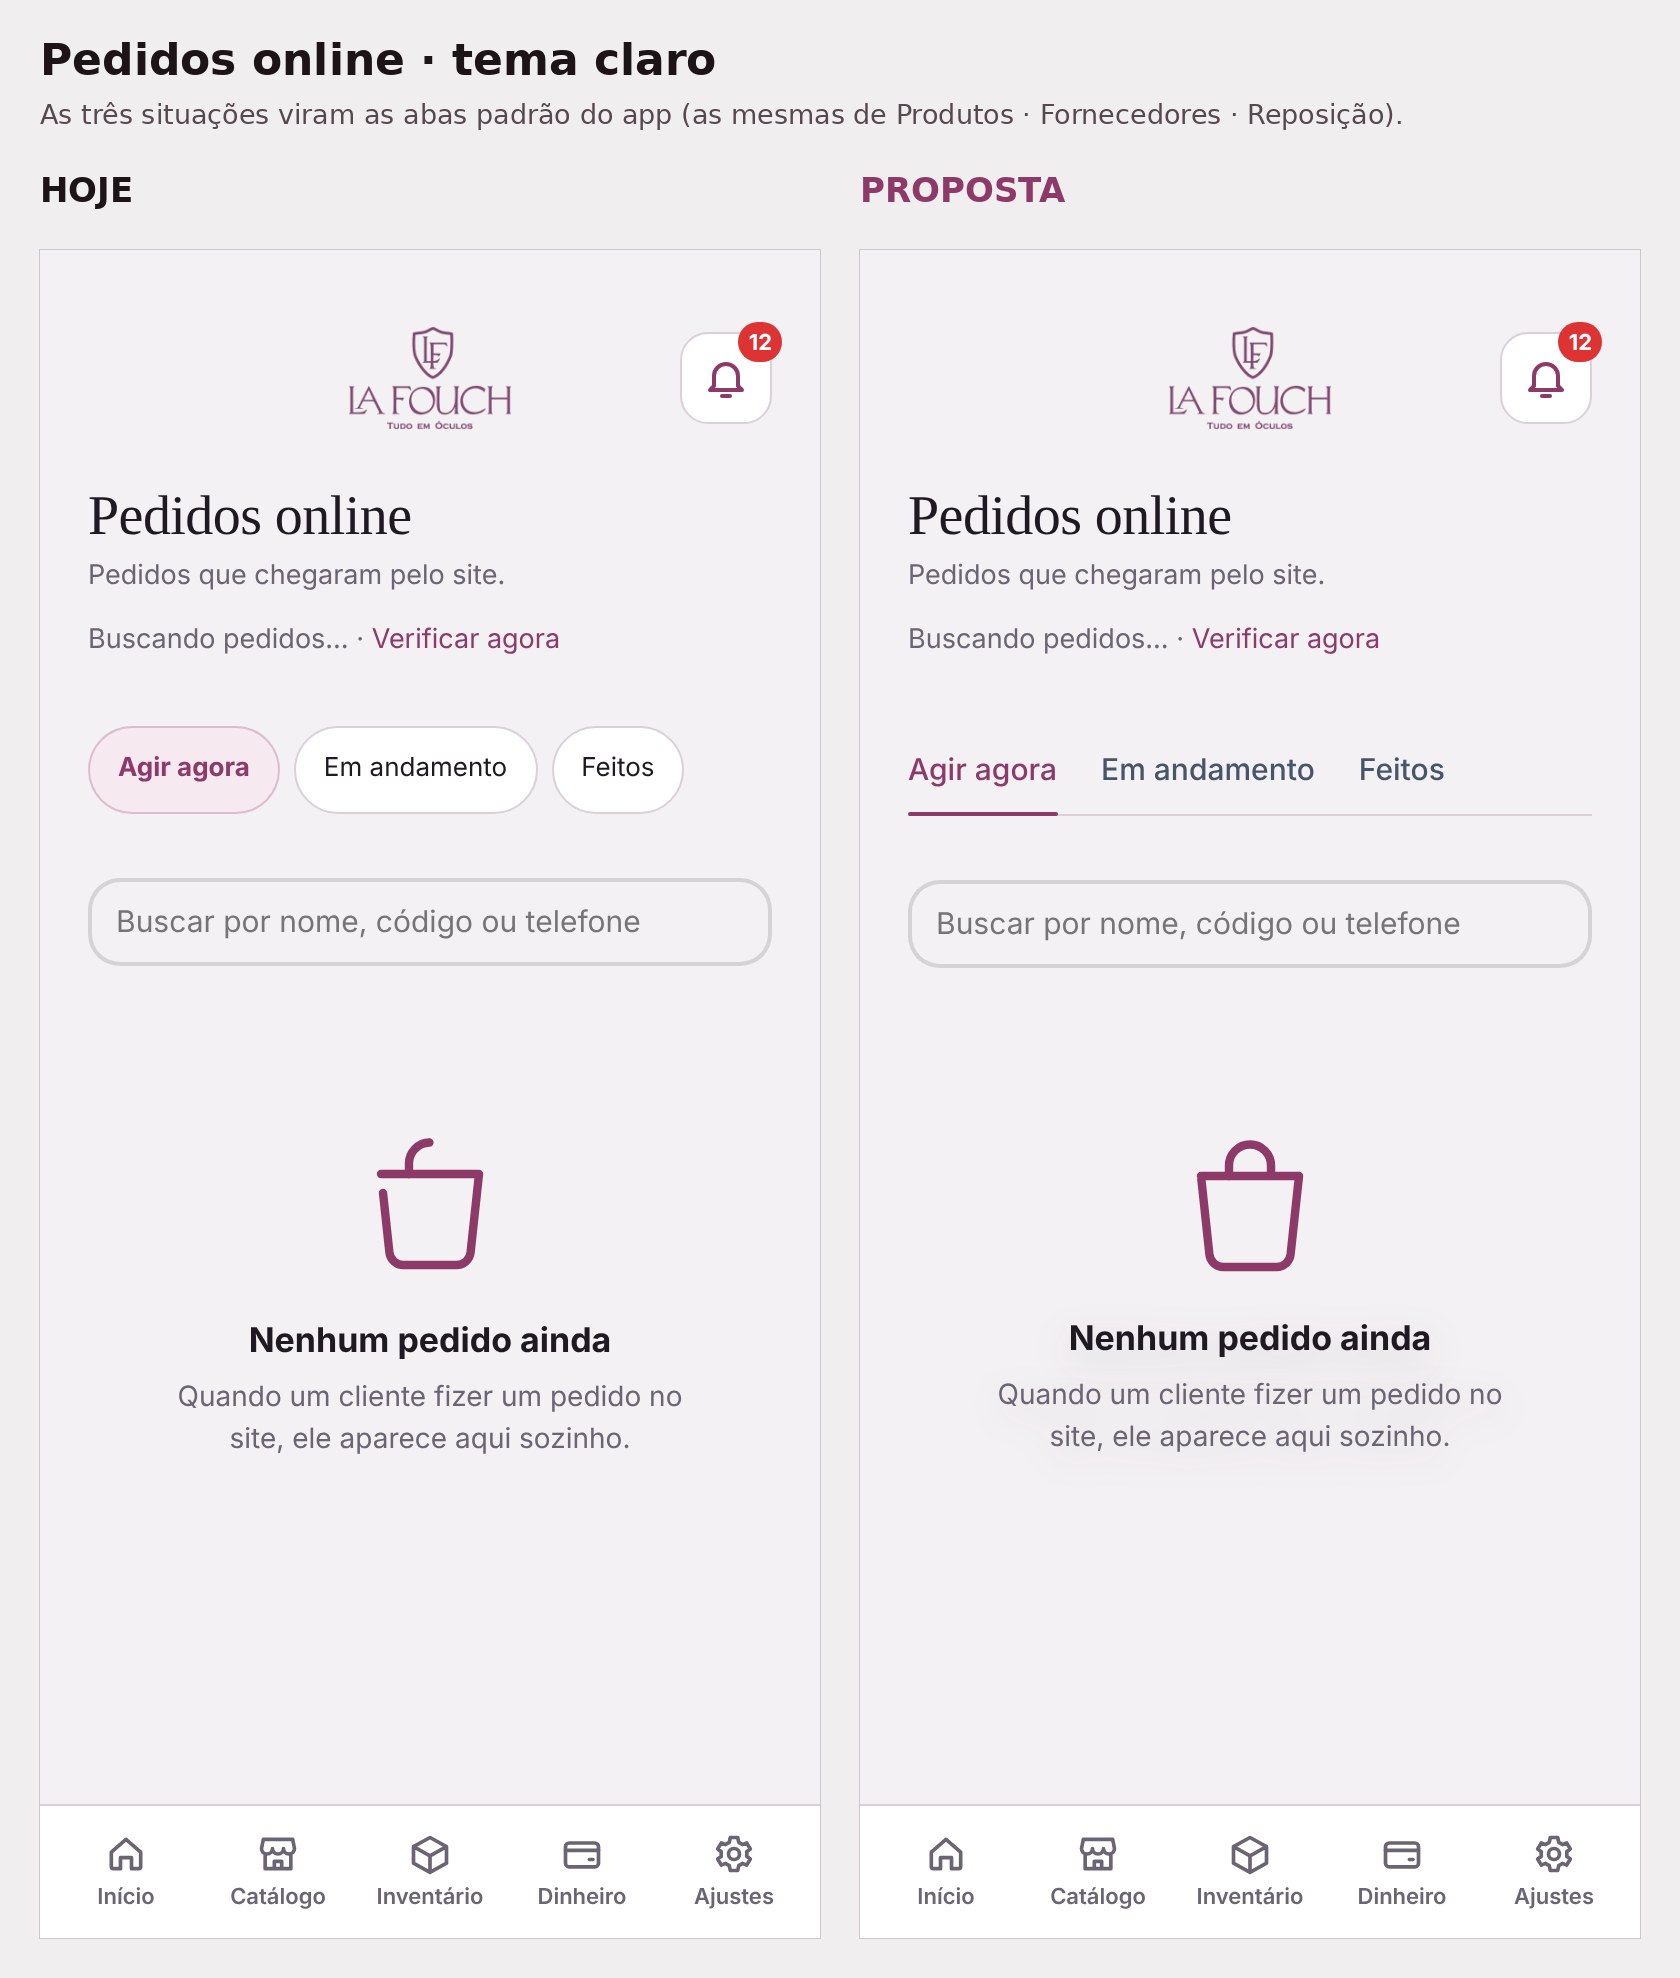 Pedidos online · tema claro
As três situações viram as abas padrão do app (as mesmas de Produtos · Fornecedores · Reposição).
HOJE
LF
LA FOUCH
TUDO EM ÓCULOS
12
Pedidos online
Pedidos que chegaram pelo site.
Buscando pedidos... · Verificar agora
Agir agora
Em andamento
Feitos
Buscar por nome, código ou telefone
Nenhum pedido ainda
Quando um cliente fizer um pedido no
site, ele aparece aqui sozinho.
Início
Catálogo
Inventário
Dinheiro
Ajustes
PROPOSTA
LF
LA FOUCH
TUDO EM ÓCULOS
12
Pedidos online
Pedidos que chegaram pelo site.
Buscando pedidos... · Verificar agora
Agir agora
Em andamento
Feitos
Buscar por nome, código ou telefone
Nenhum pedido ainda
Quando um cliente fizer um pedido no
site, ele aparece aqui sozinho.
Início
Catálogo
Inventário
Dinheiro
Ajustes